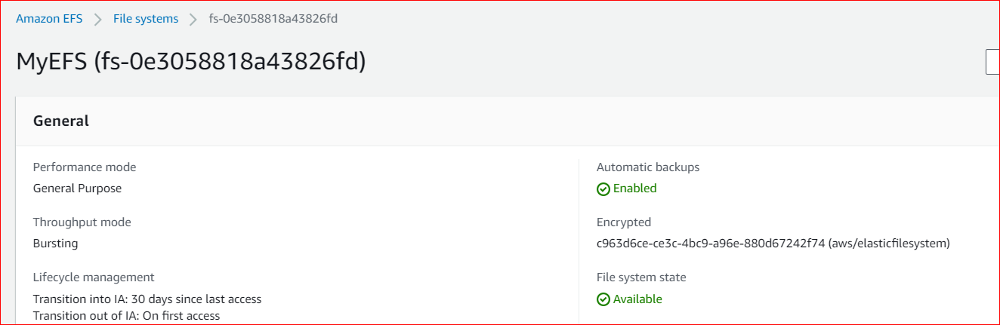 Amazon EFS > File systems > fs-0e3058818a43826fd
MyEFS (fs-0e3058818a43826fd)
General
Performance mode
General Purpose
Throughput mode
Bursting
Lifecycle management
Transition into IA: 30 days since last access
Transition out of IA: On first access
Automatic backups
Enabled
Encrypted
c963d6ce-ce3c-4bc9-a96e-880d67242f74 (aws/elasticfilesystem)
File system state
Available